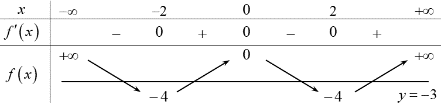 x −∞ −2 0 2 +∞
f′(x) − 0 + 0 − 0 +
+∞ 0 +∞
f(x)
−4 −4 y = −3